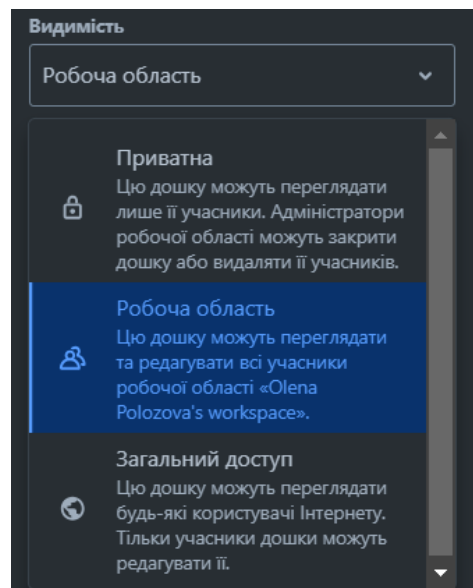 Видимість
Робоча область
Приватна
Цю дошку можуть переглядати
лише її учасники. Адміністратори
робочої області можуть закрити
дошку або видаляти її учасників.
Робоча область
Цю дошку можуть переглядати
та редагувати всі учасники
робочої області «Olena
Polozova's workspace».
Загальний доступ
Цю дошку можуть переглядати
будь-які користувачі Інтернету.
Тільки учасники дошки можуть
редагувати її.